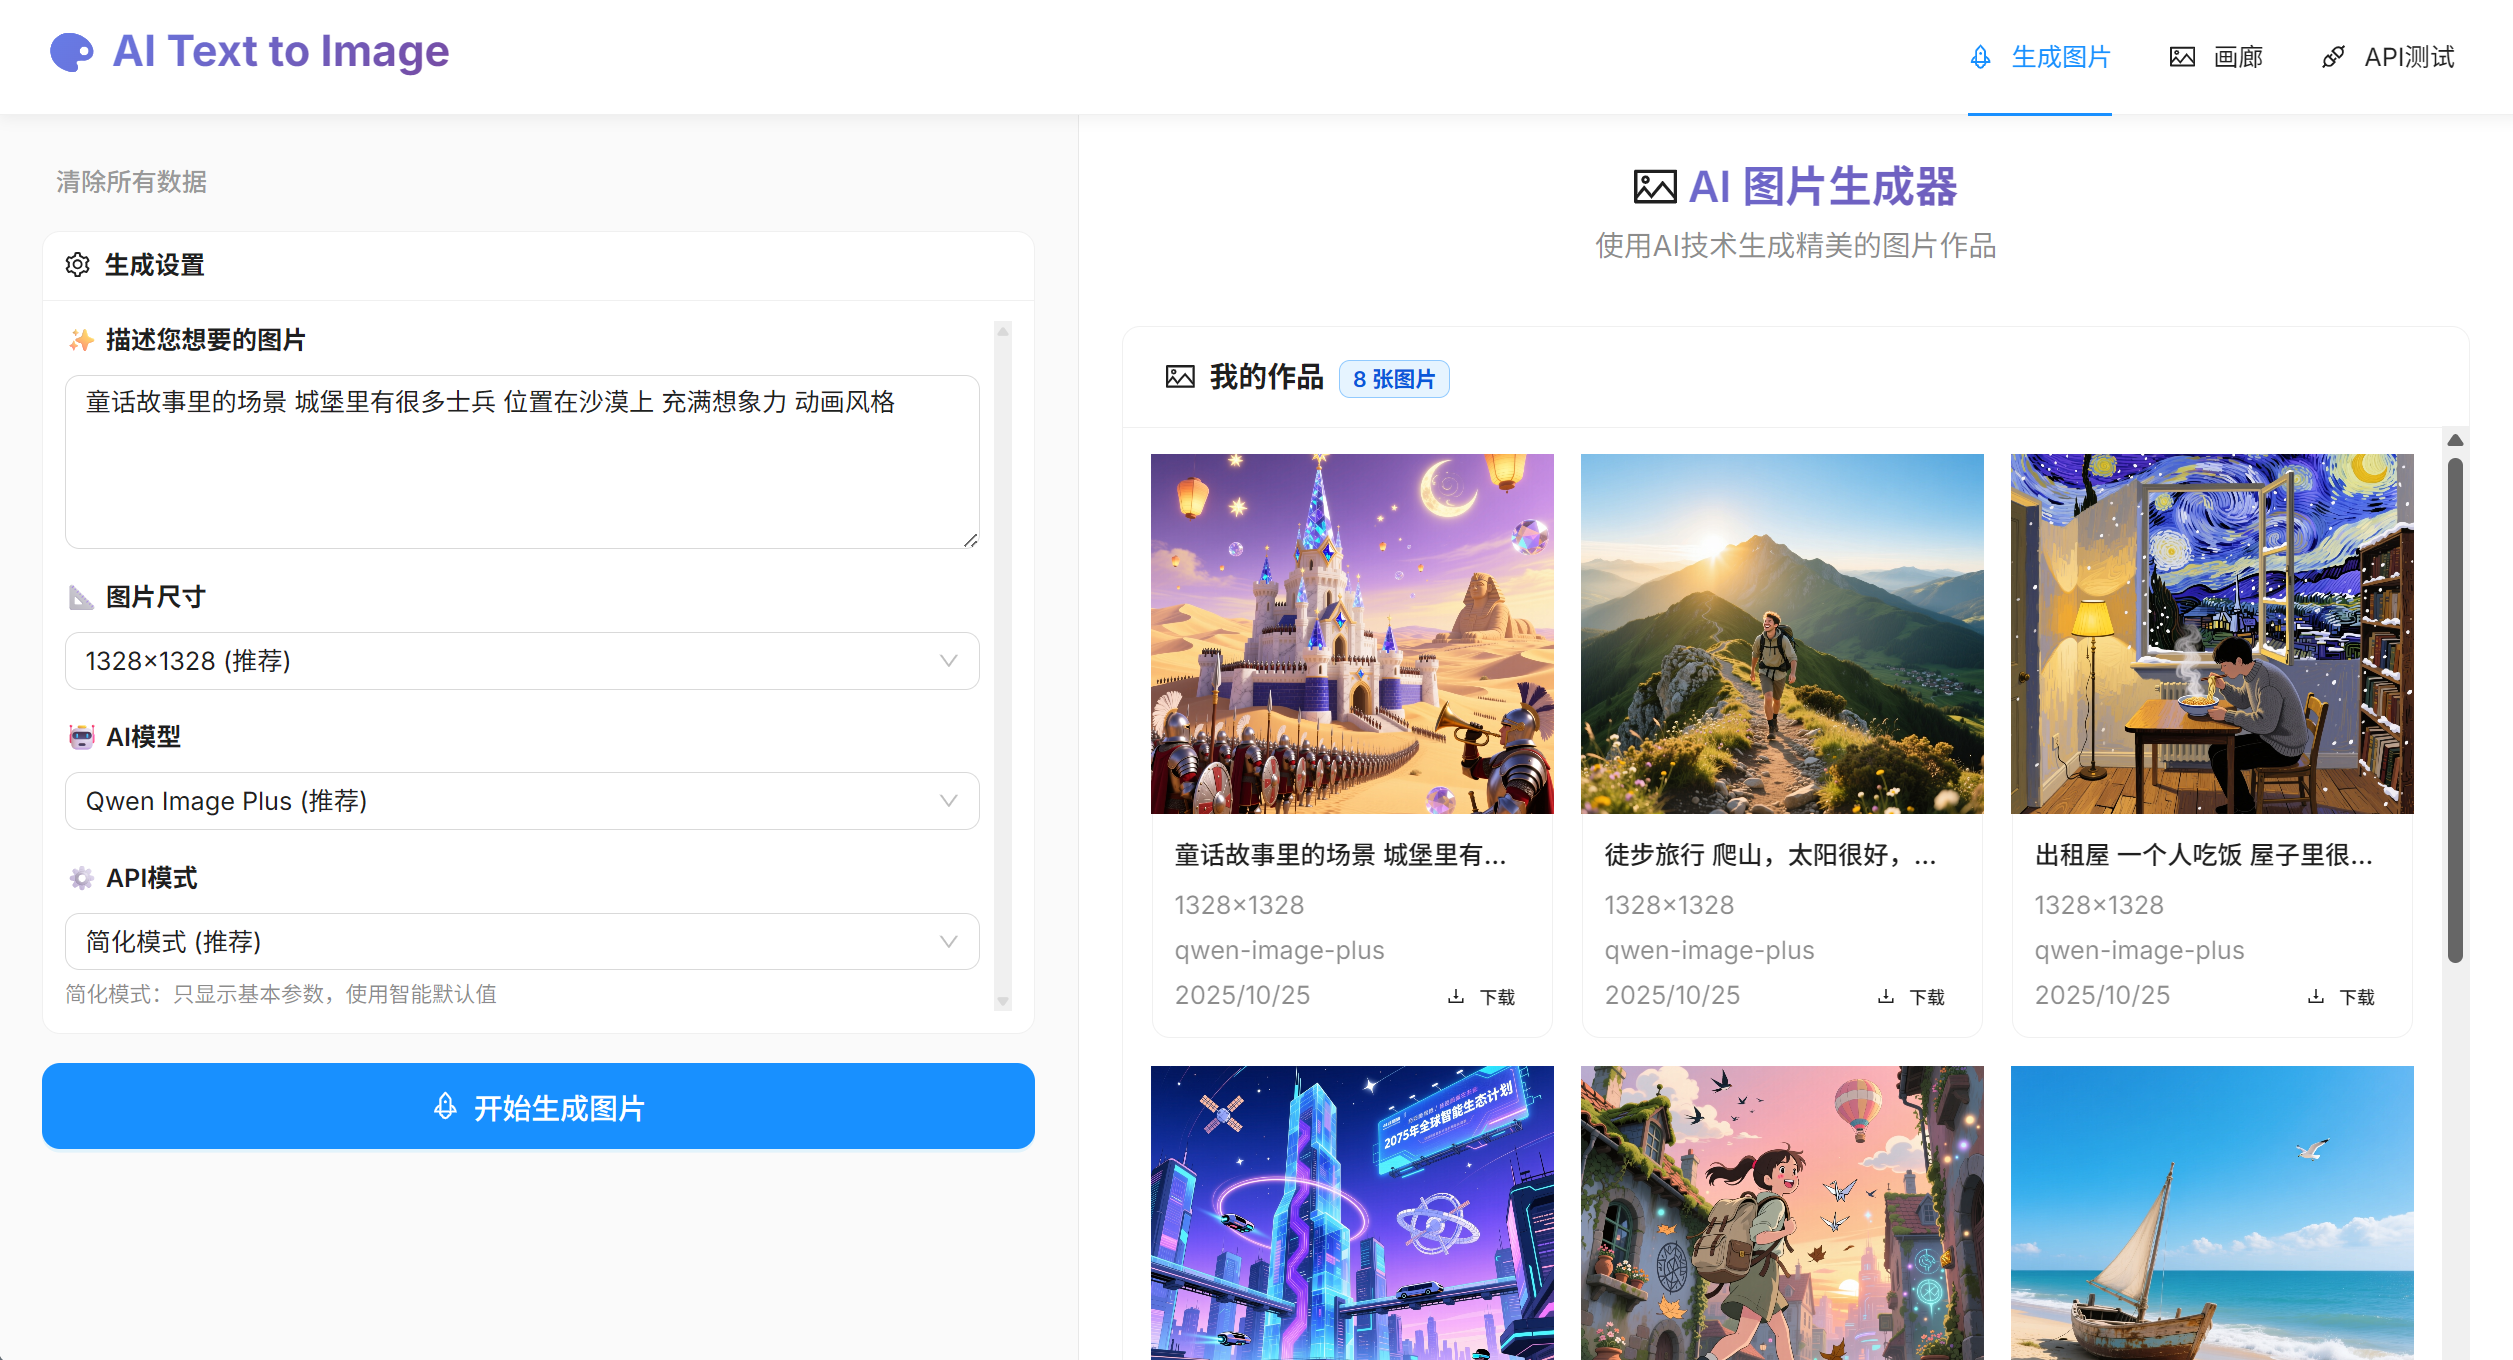 AI Text to Image
生成图片
画廊
API测试
清除所有数据
生成设置
描述您想要的图片
童话故事里的场景 城堡里有很多士兵 位置在沙漠上 充满想象力 动画风格
图片尺寸
1328×1328 (推荐)
AI模型
Qwen Image Plus (推荐)
API模式
简化模式 (推荐)
简化模式：只显示基本参数，使用智能默认值
开始生成图片
AI 图片生成器
使用AI技术生成精美的图片作品
我的作品
8 张图片
童话故事里的场景 城堡里有...
1328×1328
qwen-image-plus
2025/10/25
下载
徒步旅行 爬山，太阳很好，...
1328×1328
qwen-image-plus
2025/10/25
下载
出租屋 一个人吃饭 屋子里很...
1328×1328
qwen-image-plus
2025/10/25
下载
2075年全球智能生态计划